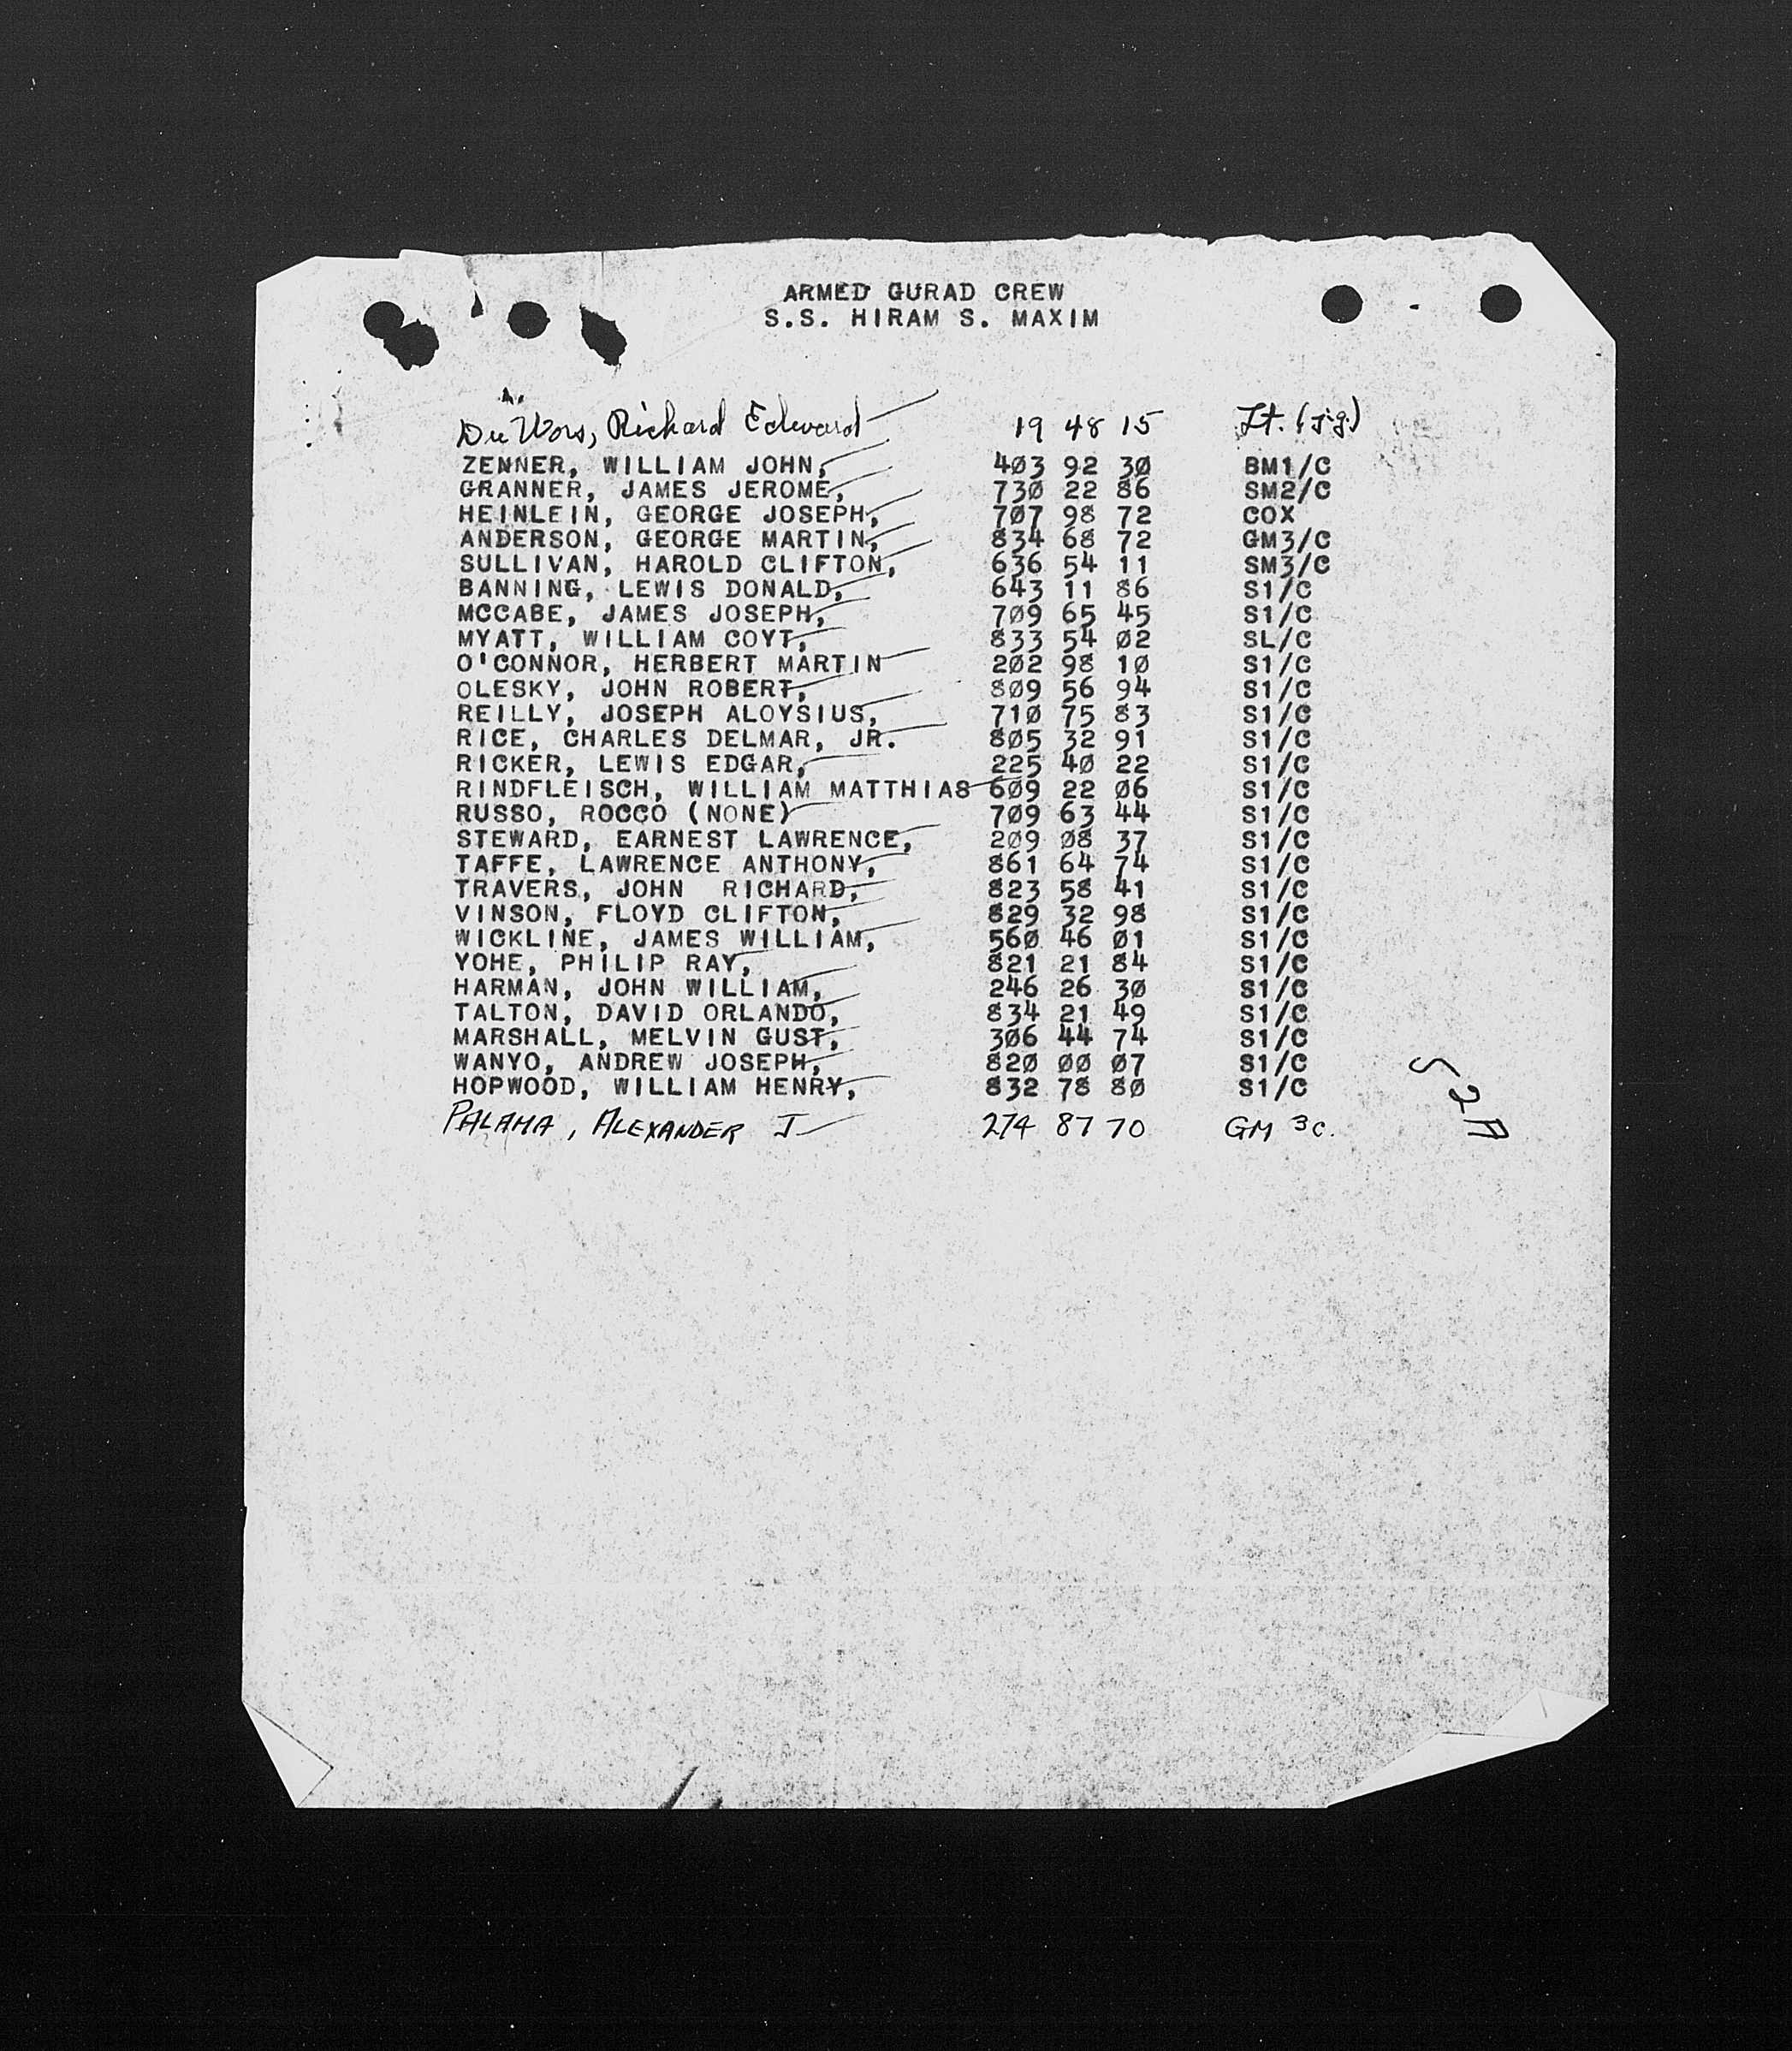 ARMED GURAD CREW
S.S. HIRAM S. MAXIM
DeWors, Richard Edward 19 48 15 Lt. (j.g.)
ZENNER, WILLIAM JOHN, 403 92 30 BM1/C
GRANNER, JAMES JEROME, 730 22 86 SM2/C
HEINLEIN, GEORGE JOSEPH, 707 98 72 COX
ANDERSON, GEORGE MARTIN, 834 68 72 GM3/C
SULLIVAN, HAROLD CLIFTON, 636 54 11 SM3/C
BANNING, LEWIS DONALD, 643 11 86 S1/C
MCCABE, JAMES JOSEPH, 709 65 45 S1/C
MYATT, WILLIAM COYT, 833 54 02 SL/C
O'CONNOR, HERBERT MARTIN 202 98 10 S1/C
OLESKY, JOHN ROBERT, 809 56 94 S1/C
REILLY, JOSEPH ALOYSIUS, 710 75 83 S1/C
RICE, CHARLES DELMAR, JR. 805 32 91 S1/C
RICKER, LEWIS EDGAR, 225 40 22 S1/C
RINDFLEISCH, WILLIAM MATTHIAS 609 22 06 S1/C
RUSSO, ROCCO (NONE) 709 63 44 S1/C
STEWARD, EARNEST LAWRENCE, 209 08 37 S1/C
TAFFE, LAWRENCE ANTHONY, 861 64 74 S1/C
TRAVERS, JOHN RICHARD, 823 58 41 S1/C
VINSON, FLOYD CLIFTON, 829 32 98 S1/C
WICKLINE, JAMES WILLIAM, 560 46 01 S1/C
YOHE, PHILIP RAY, 821 21 84 S1/C
HARMAN, JOHN WILLIAM, 246 26 30 S1/C
TALTON, DAVID ORLANDO, 834 21 49 S1/C
MARSHALL, MELVIN GUST, 306 44 74 S1/C
WANYO, ANDREW JOSEPH, 820 00 07 S1/C
HOPWOOD, WILLIAM HENRY, 832 78 80 S1/C
PALAMA, ALEXANDER J 274 87 70 GM 3c.